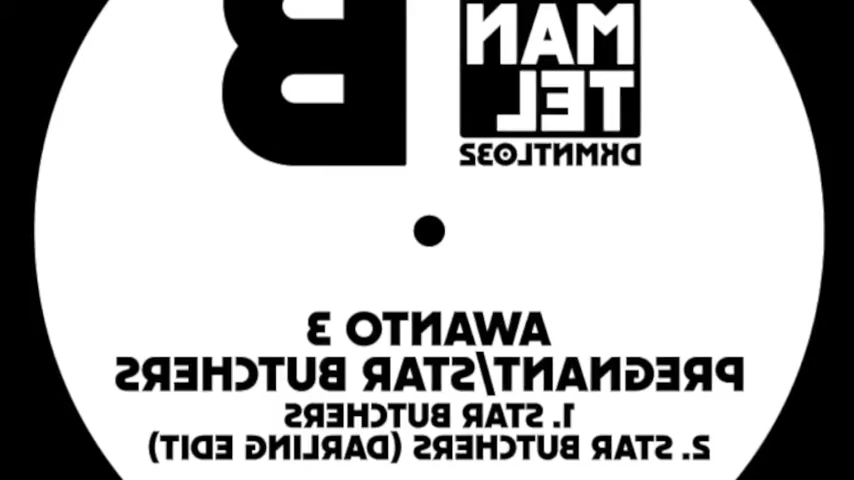 B
MAN
TEL
DKMNTL032
AWANTO 3
PREGNANT/STAR BUTCHERS
1. STAR BUTCHERS
2. STAR BUTCHERS (DARLING EDIT)